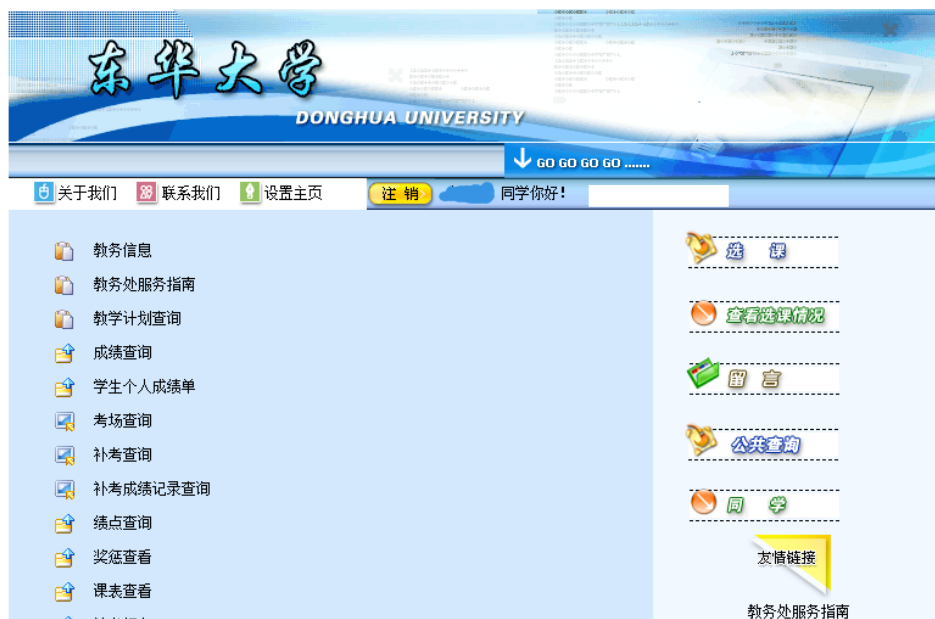 东华大学
DONGHUA UNIVERSITY
GO GO GO GO ......
关于我们 联系我们 设置主页 注 销 同学你好！
教务信息
教务处服务指南
教学计划查询
成绩查询
学生个人成绩单
考场查询
补考查询
补考成绩记录查询
绩点查询
奖惩查看
课表查看
选 课
查看选课情况
留 言
公共查询
同 学
友情链接
教务处服务指南